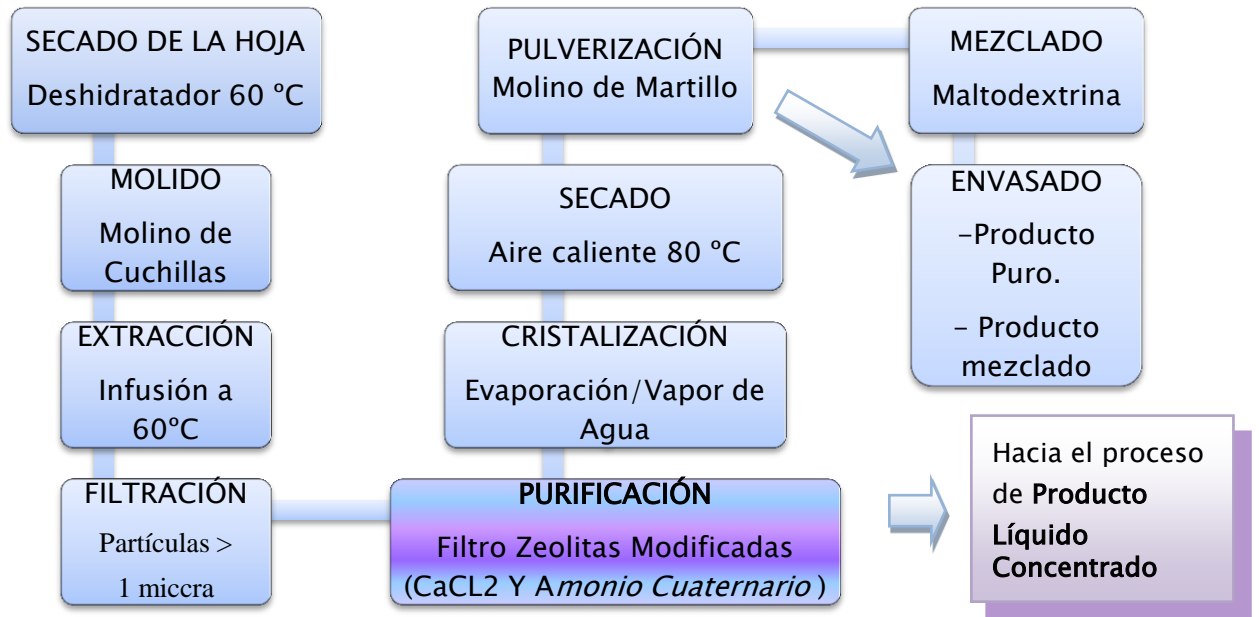 SECADO DE LA HOJA
Deshidratador 60 ºC
MOLIDO
Molino de
Cuchillas
EXTRACCIÓN
Infusión a
60ºC
FILTRACIÓN
Partículas >
1 miccra
PURIFICACIÓN
Filtro Zeolitas Modificadas
(CaCL2 Y Amonio Cuaternario )
CRISTALIZACIÓN
Evaporación/Vapor de
Agua
SECADO
Aire caliente 80 ºC
PULVERIZACIÓN
Molino de Martillo
MEZCLADO
Maltodextrina
ENVASADO
-Producto
Puro.
- Producto
mezclado
Hacia el proceso
de Producto
Líquido
Concentrado